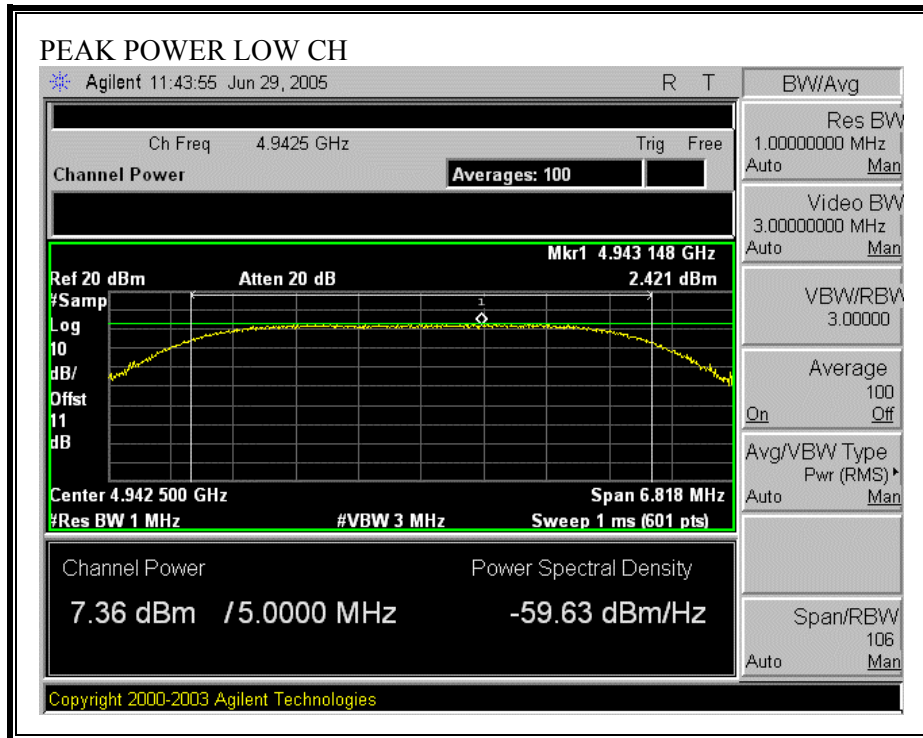 PEAK POWER LOW CH
Agilent 11:43:55 Jun 29, 2005 R T
Ch Freq 4.9425 GHz Trig Free
Channel Power Averages: 100
Mkr1 4.943 148 GHz
Ref 20 dBm Atten 20 dB 2.421 dBm
#Samp
Log
10
dB/
Offst
11
dB
1
Center 4.942 500 GHz Span 6.818 MHz
#Res BW 1 MHz #VBW 3 MHz Sweep 1 ms (601 pts)
Channel Power Power Spectral Density
7.36 dBm /5.0000 MHz -59.63 dBm/Hz
Copyright 2000-2003 Agilent Technologies
BW/Avg
Res BW
1.00000000 MHz
Auto Man
Video BW
3.00000000 MHz
Auto Man
VBW/RBW
3.00000
Average
100
On Off
Avg/VBW Type
Pwr (RMS)
Auto Man
Span/RBW
106
Auto Man